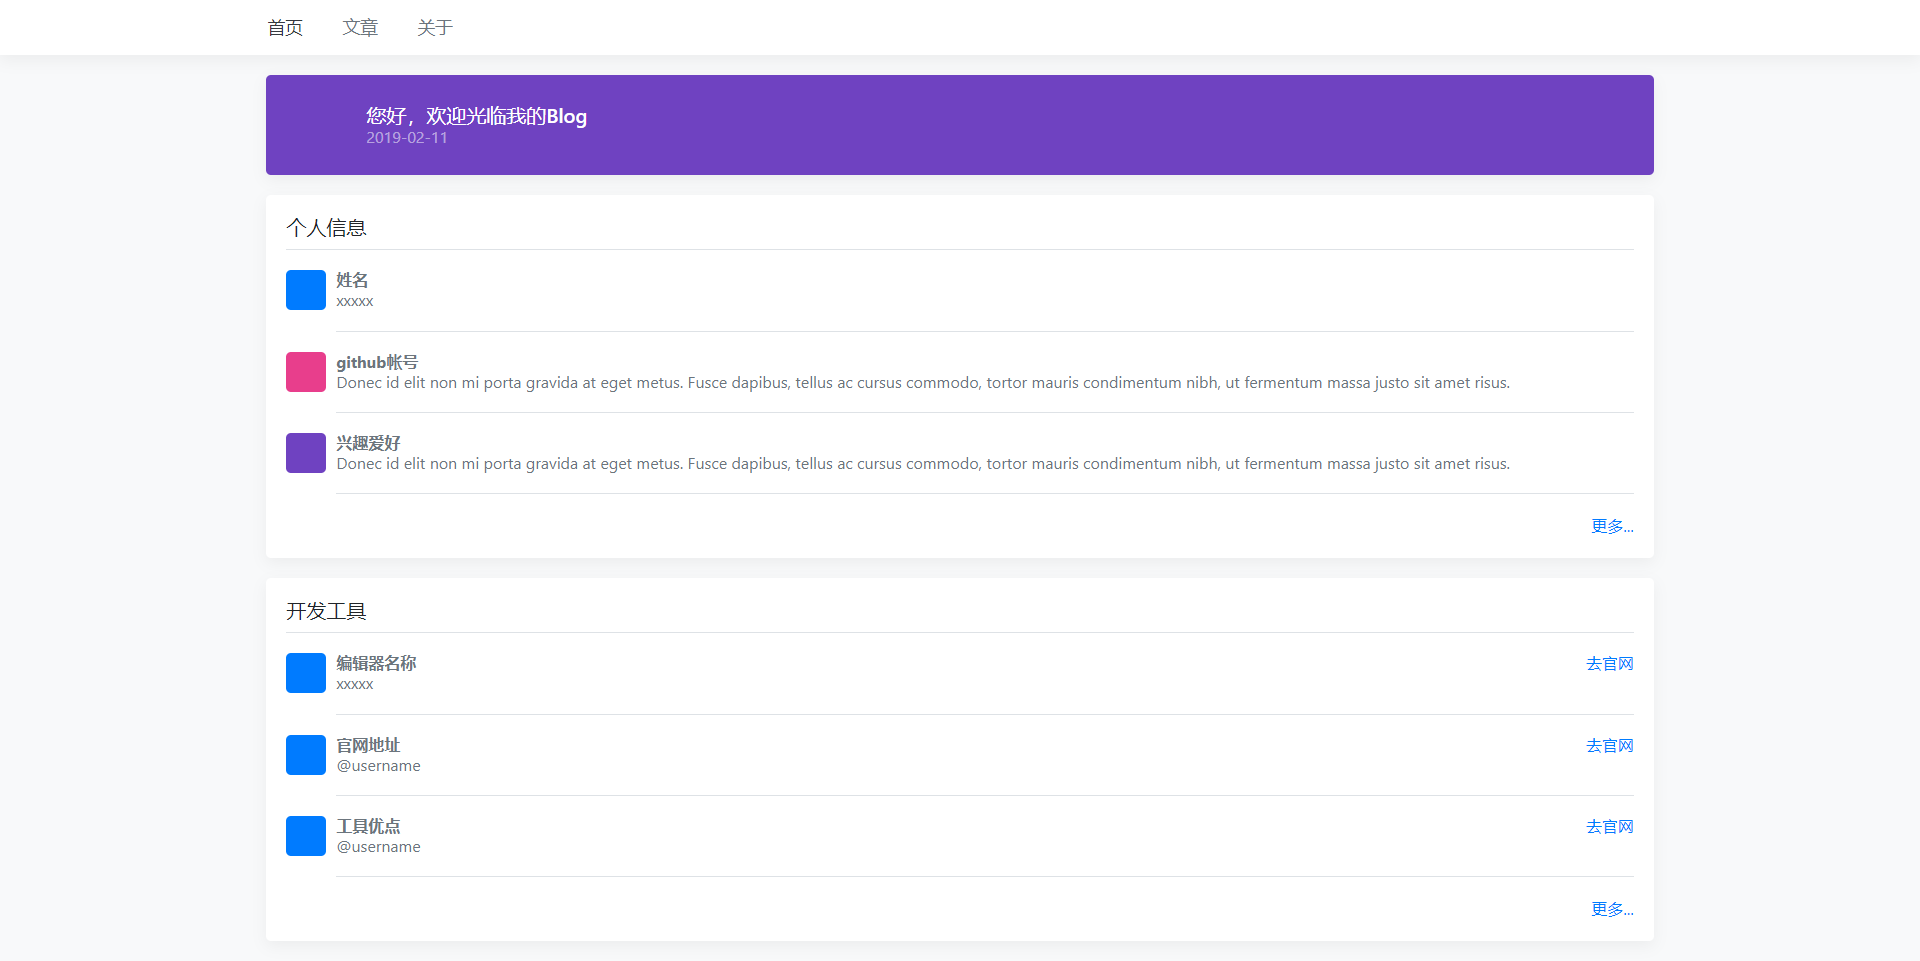 首页 文章 关于
您好，欢迎光临我的Blog
2019-02-11
个人信息
姓名
xxxxx
github帐号
Donec id elit non mi porta gravida at eget metus. Fusce dapibus, tellus ac cursus commodo, tortor mauris condimentum nibh, ut fermentum massa justo sit amet risus.
兴趣爱好
Donec id elit non mi porta gravida at eget metus. Fusce dapibus, tellus ac cursus commodo, tortor mauris condimentum nibh, ut fermentum massa justo sit amet risus.
更多...
开发工具
编辑器名称 去官网
xxxxx
官网地址 去官网
@username
工具优点 去官网
@username
更多...